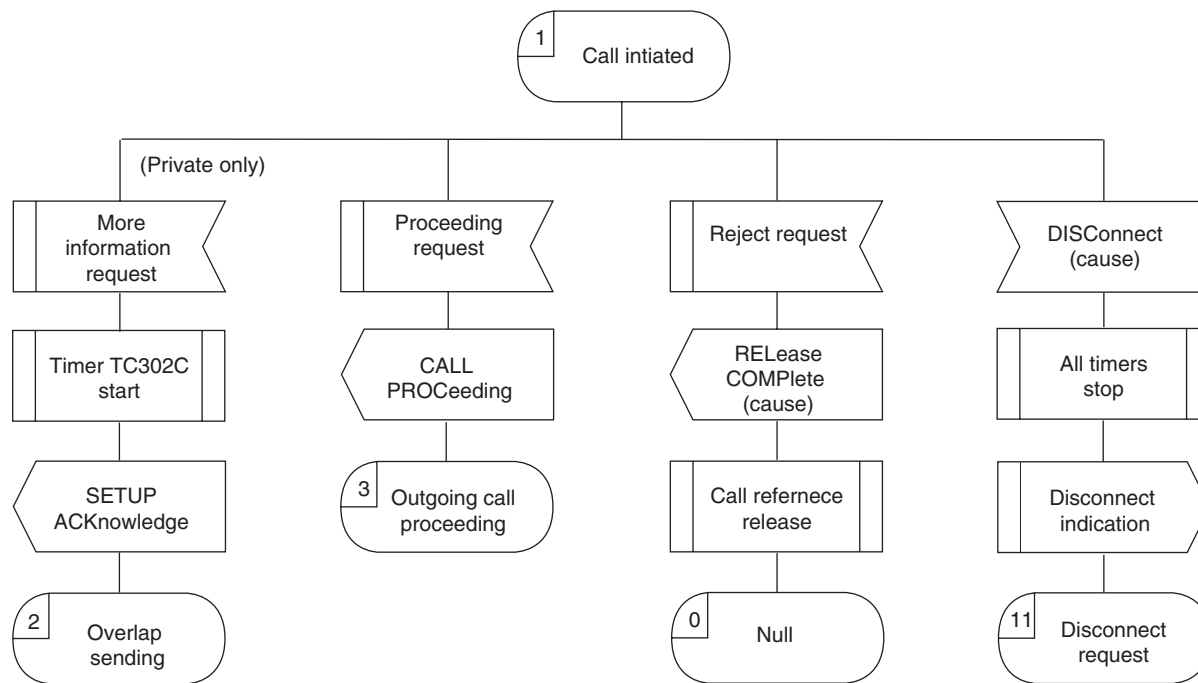 1
Call intiated
(Private only)
More
information
request
Proceeding
request
Reject request
DISConnect
(cause)
Timer TC302C
start
CALL
PROCeeding
RELease
COMPlete
(cause)
All timers
stop
SETUP
ACKnowledge
3
Outgoing call
proceeding
Call refernece
release
Disconnect
indication
2
Overlap
sending
0
Null
11
Disconnect
request